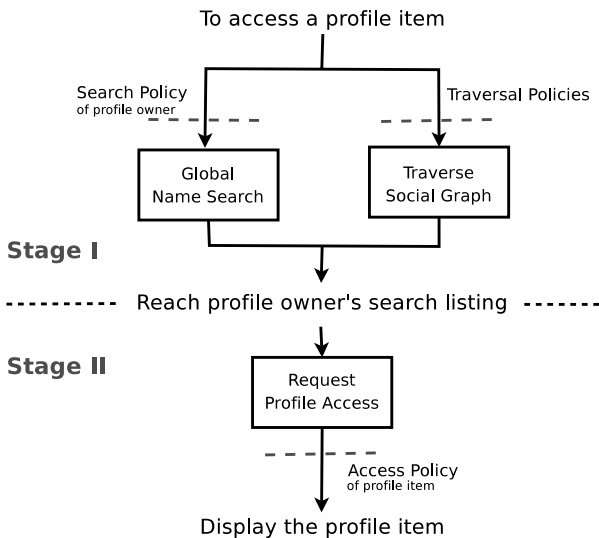 To access a profile item
Search Policy
of profile owner
Traversal Policies
Global
Name Search
Traverse
Social Graph
Stage I
Reach profile owner's search listing
Stage II
Request
Profile Access
Access Policy
of profile item
Display the profile item